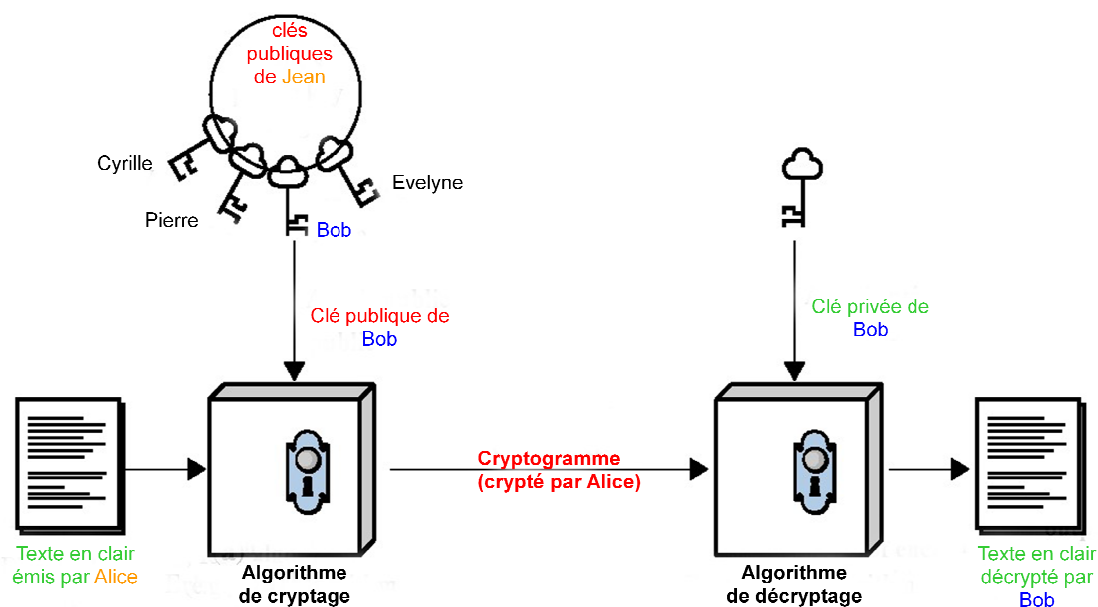 clés
publiques
de Jean
Cyrille
Pierre
Bob
Evelyne
Clé publique de
Bob
Clé privée de
Bob
Cryptogramme
(crypté par Alice)
Texte en clair
émis par Alice
Algorithme
de cryptage
Algorithme
de décryptage
Texte en clair
décrypté par
Bob